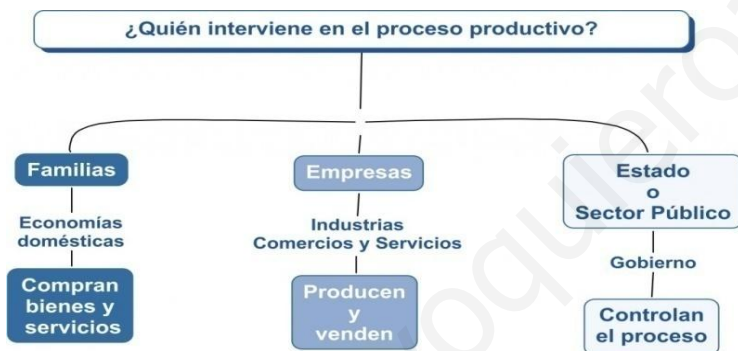 ¿Quién interviene en el proceso productivo?
Familias
Economías
domésticas
Compran
bienes y
servicios
Empresas
Industrias
Comercios y Servicios
Producen
y
venden
Estado
o
Sector Público
Gobierno
Controlan
el proceso